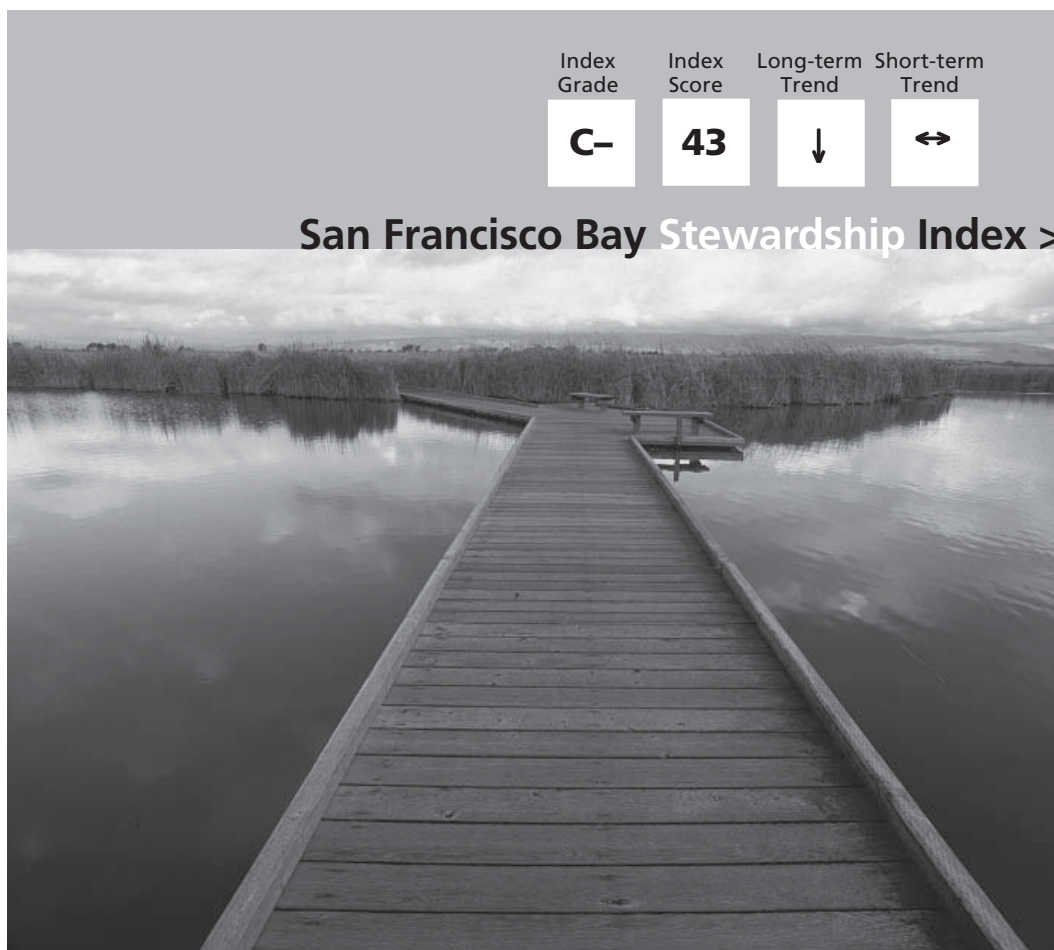 Index Grade
Index Score
Long-term Trend
Short-term Trend
C– 43 ↓ ↔
San Francisco Bay Stewardship Index >